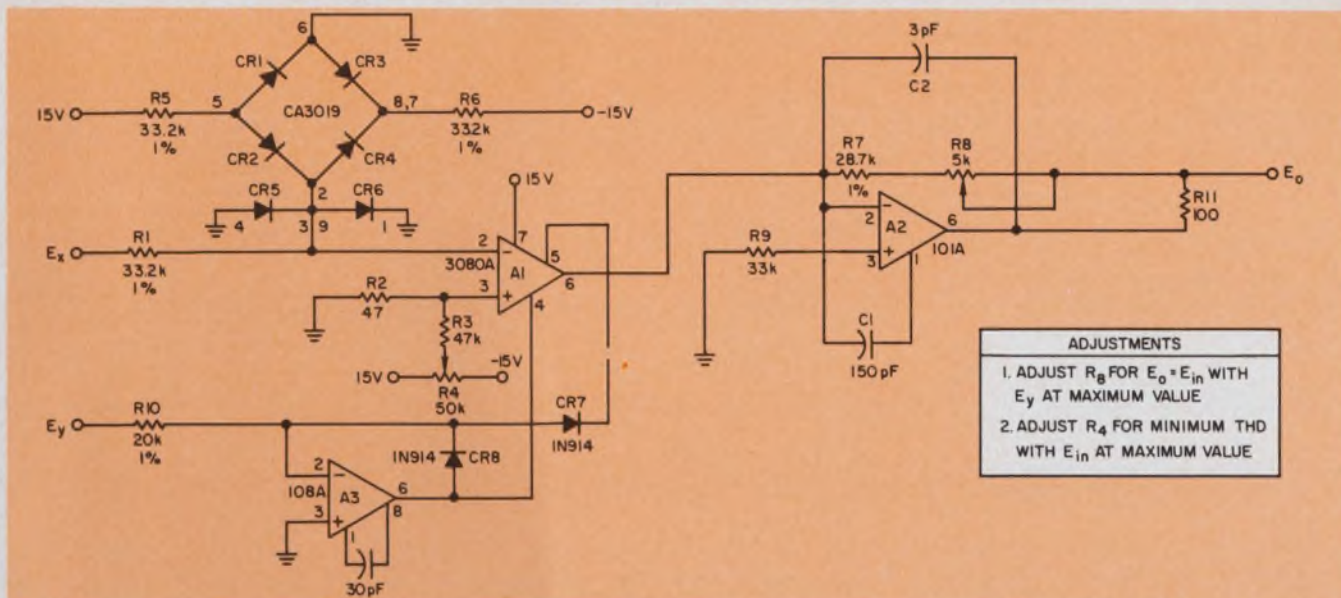 3pF
C2
6
CR1
CR3
CA3019
15V
R5
5
8,7
R6
-15V
33.2k
1%
332k
1%
CR2
CR4
R7
28.7k
1%
R8
5k
Eo
R11
100
2
CR5
CR6
4
3
9
1
15V
7
Ex
R1
33.2k
1%
2
-
5
3080A
A1
6
3
+
4
R2
47
R3
47k
15V
-15V
R4
50k
-
2
A2
6
101A
+
3
1
R9
33k
C1
150pF
Ey
R10
20k
1%
CR7
1N914
1N914
CR8
2
-
108A
A3
6
3
+
8
1
30pF
ADJUSTMENTS
1. ADJUST R8 FOR Eo = Ein WITH
Ey AT MAXIMUM VALUE
2. ADJUST R4 FOR MINIMUM THD
WITH Ein AT MAXIMUM VALUE